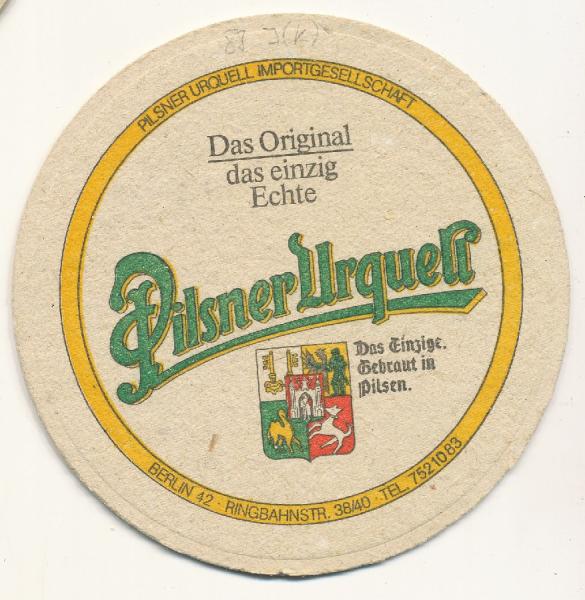 PILSNER URQUELL IMPORTGESELLSCHAFT
Das Original
das einzig
Echte
Pilsner Urquell
Das Einzige.
Gebraut in
Pilsen.
BERLIN 42 · RINGBAHNSTR. 38/40 · TEL. 7521083